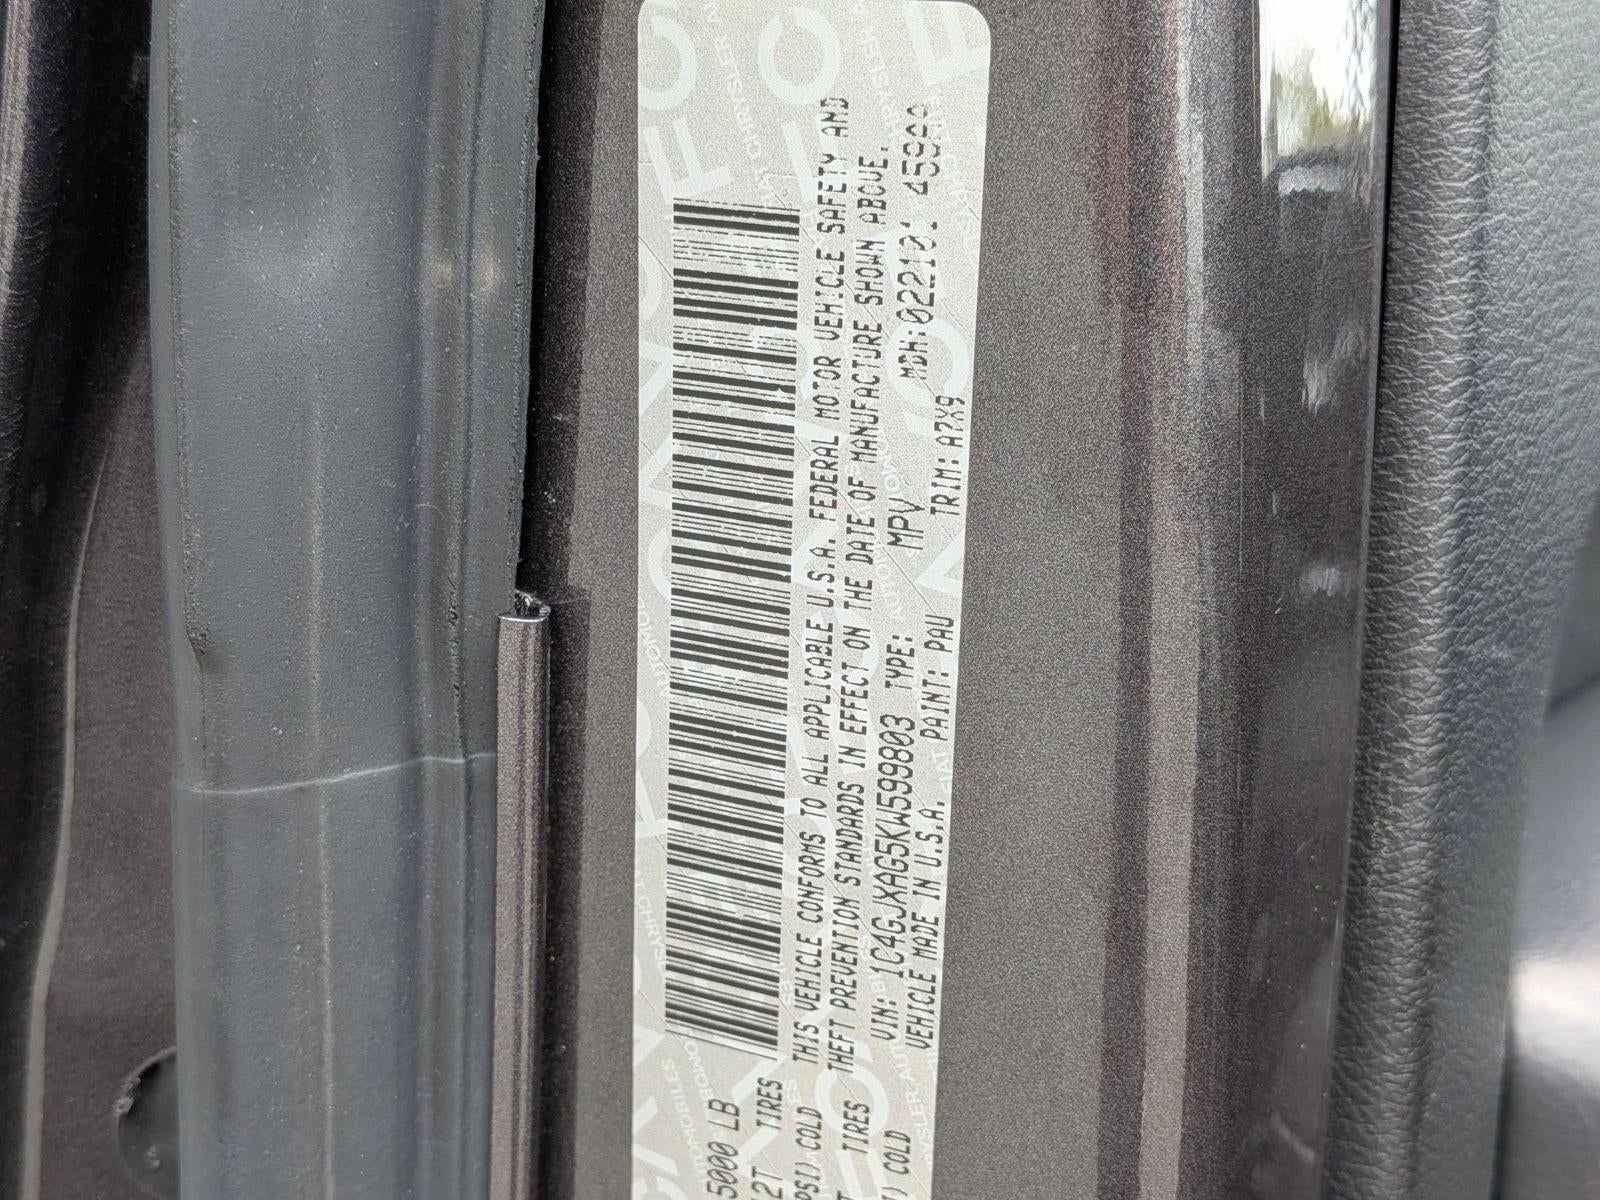 5000 LB
2T TIRES
PSI) COLD
THIS VEHICLE CONFORMS TO ALL APPLICABLE U.S.A. FEDERAL MOTOR VEHICLE SAFETY AND
THEFT PREVENTION STANDARDS IN EFFECT ON THE DATE OF MANUFACTURE SHOWN ABOVE.
T TIRES
I) COLD
VIN: 1C4GJXAG5KW599803 TYPE: MPV MDH: 022101
VEHICLE MADE IN U.S.A. PAINT: PAU TRIM: A7X9